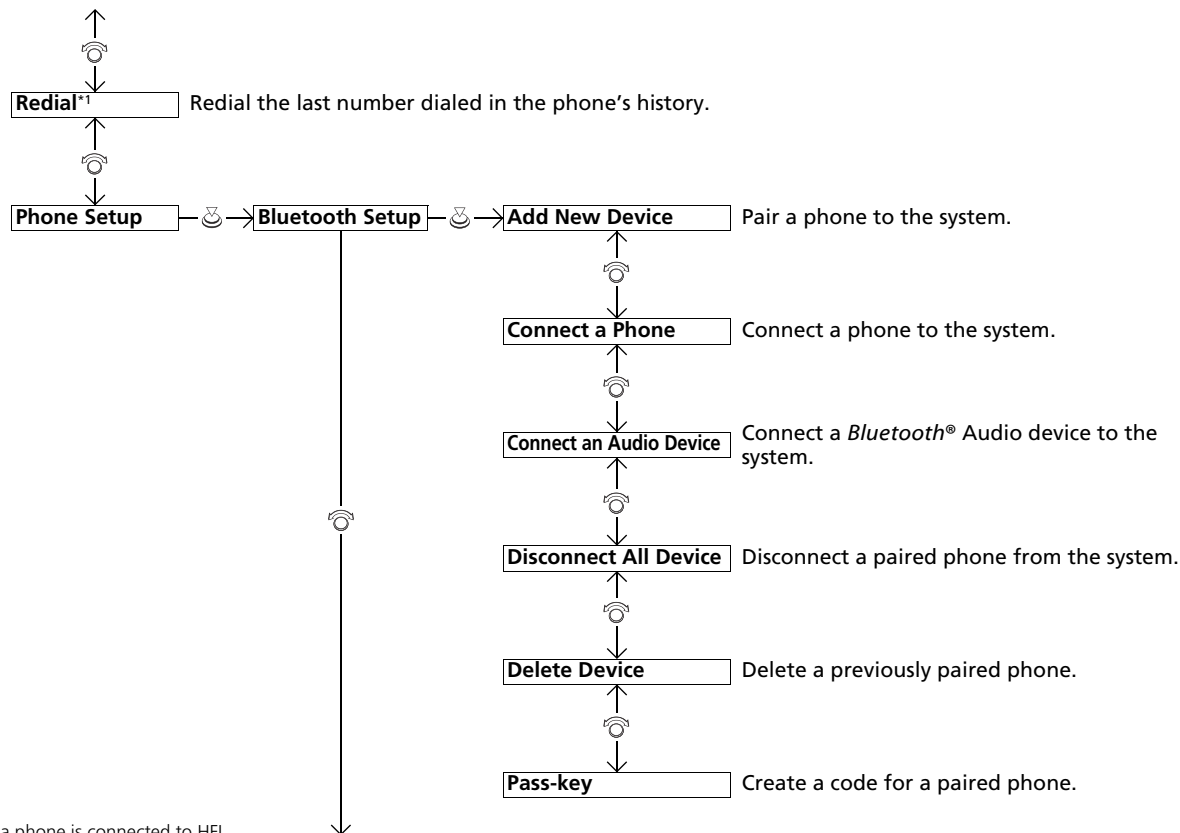 Redial*1 Redial the last number dialed in the phone's history.
Phone Setup Bluetooth Setup Add New Device Pair a phone to the system.
Connect a Phone Connect a phone to the system.
Connect an Audio Device Connect a Bluetooth® Audio device to the
system.
Disconnect All Device Disconnect a paired phone from the system.
Delete Device Delete a previously paired phone.
Pass-key Create a code for a paired phone.
a phone is connected to HFL